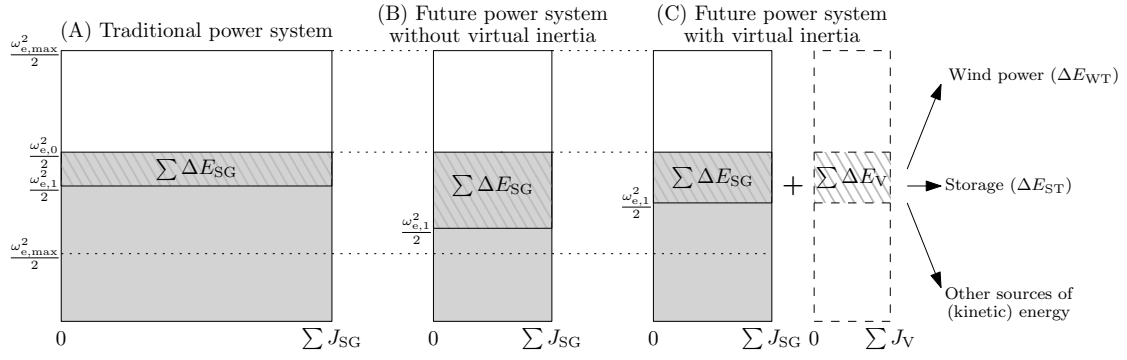 (A) Traditional power system
(B) Future power system
without virtual inertia
(C) Future power system
with virtual inertia
ω²e,max
2
ω²e,0
2
ω²e,1
2
ω²e,max
2
∑ ΔE_SG
0
∑ J_SG
ω²e,1
2
∑ ΔE_SG
0
∑ J_SG
ω²e,1
2
∑ ΔE_SG
0
∑ J_SG
+
∑ ΔE_V
0
∑ J_V
Wind power (ΔE_WT)
Storage (ΔE_ST)
Other sources of
(kinetic) energy